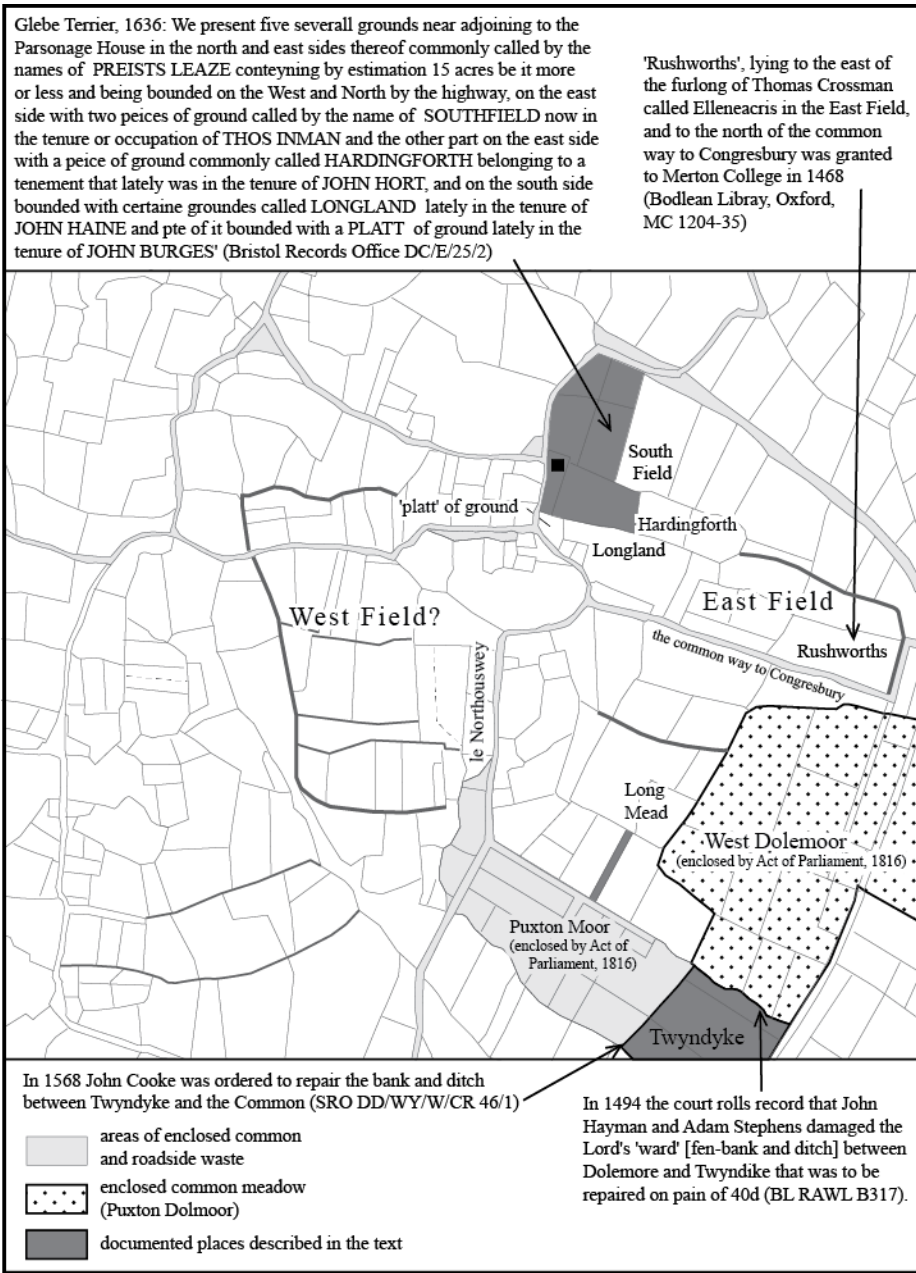 Glebe Terrier, 1636: We present five severall grounds near adjoining to the
Parsonage House in the north and east sides thereof commonly called by the
names of PREISTS LEAZE conteyning by estimation 15 acres be it more
or less and being bounded on the West and North by the highway, on the east
side with two peices of ground called by the name of SOUTHFIELD now in
the tenure or occupation of THOS INMAN and the other part on the east side
with a peice of ground commonly called HARDINGFORTH belonging to a
tenement that lately was in the tenure of JOHN HORT, and on the south side
bounded with certaine groundes called LONGLAND lately in the tenure of
JOHN HAINE and pte of it bounded with a PLATT of ground lately in the
tenure of JOHN BURGES' (Bristol Records Office DC/E/25/2)
'Rushworths', lying to the east of
the furlong of Thomas Crossman
called Elleneacris in the East Field,
and to the north of the common
way to Congresbury was granted
to Merton College in 1468
(Bodlean Libray, Oxford,
MC 1204-35)
South
Field
'platt' of ground
Hardingforth
Longland
West Field?
East Field
Rushworths
the common way to Congresbury
le Northouswey
Long
Mead
West Dolemoor
(enclosed by Act of Parliament, 1816)
Puxton Moor
(enclosed by Act of
Parliament, 1816)
Twyndyke
In 1568 John Cooke was ordered to repair the bank and ditch
between Twyndyke and the Common (SRO DD/WY/W/CR 46/1)
areas of enclosed common
and roadside waste
enclosed common meadow
(Puxton Dolmoor)
documented places described in the text
In 1494 the court rolls record that John
Hayman and Adam Stephens damaged the
Lord's 'ward' [fen-bank and ditch] between
Dolemore and Twyndike that was to be
repaired on pain of 40d (BL RAWL B317).